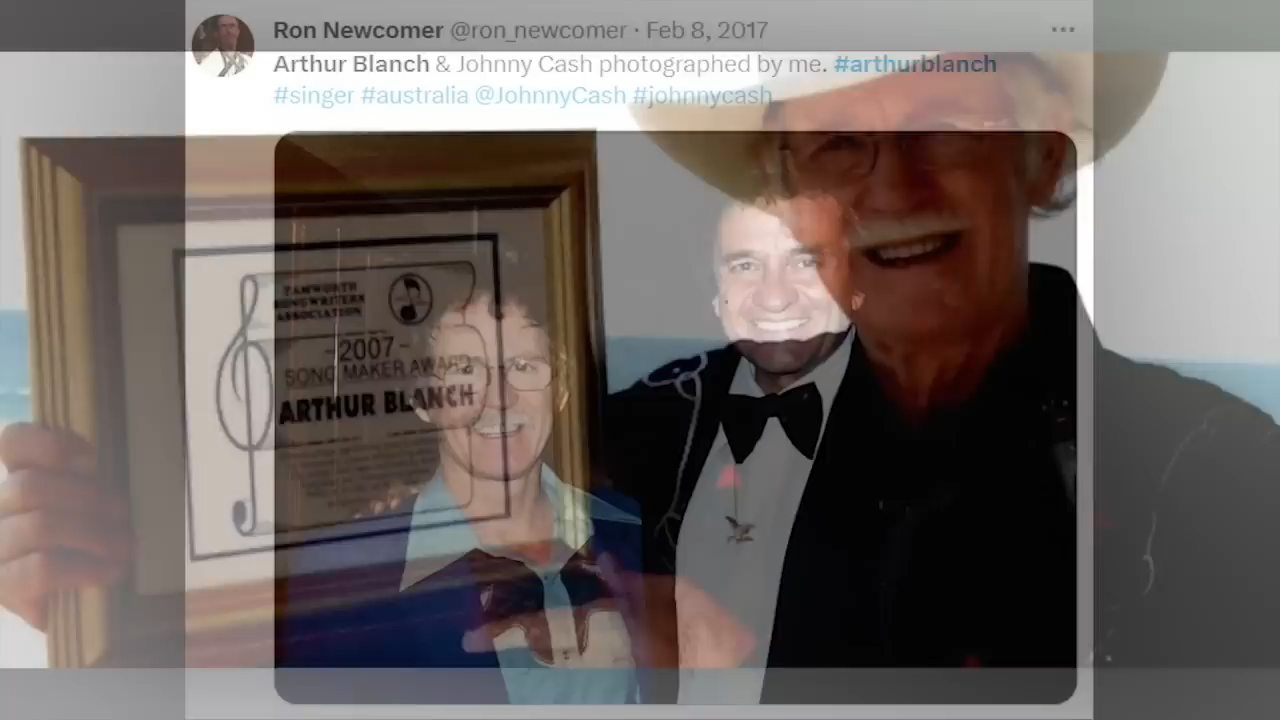 Ron Newcomer @ron_newcomer · Feb 8, 2017
Arthur Blanch & Johnny Cash photographed by me. #arthurblanch
#singer #australia @JohnnyCash #johnnycash
TAMWORTH
SONGWRITERS
ASSOCIATION
-2007-
SONG MAKER AWARD
ARTHUR BLANCH